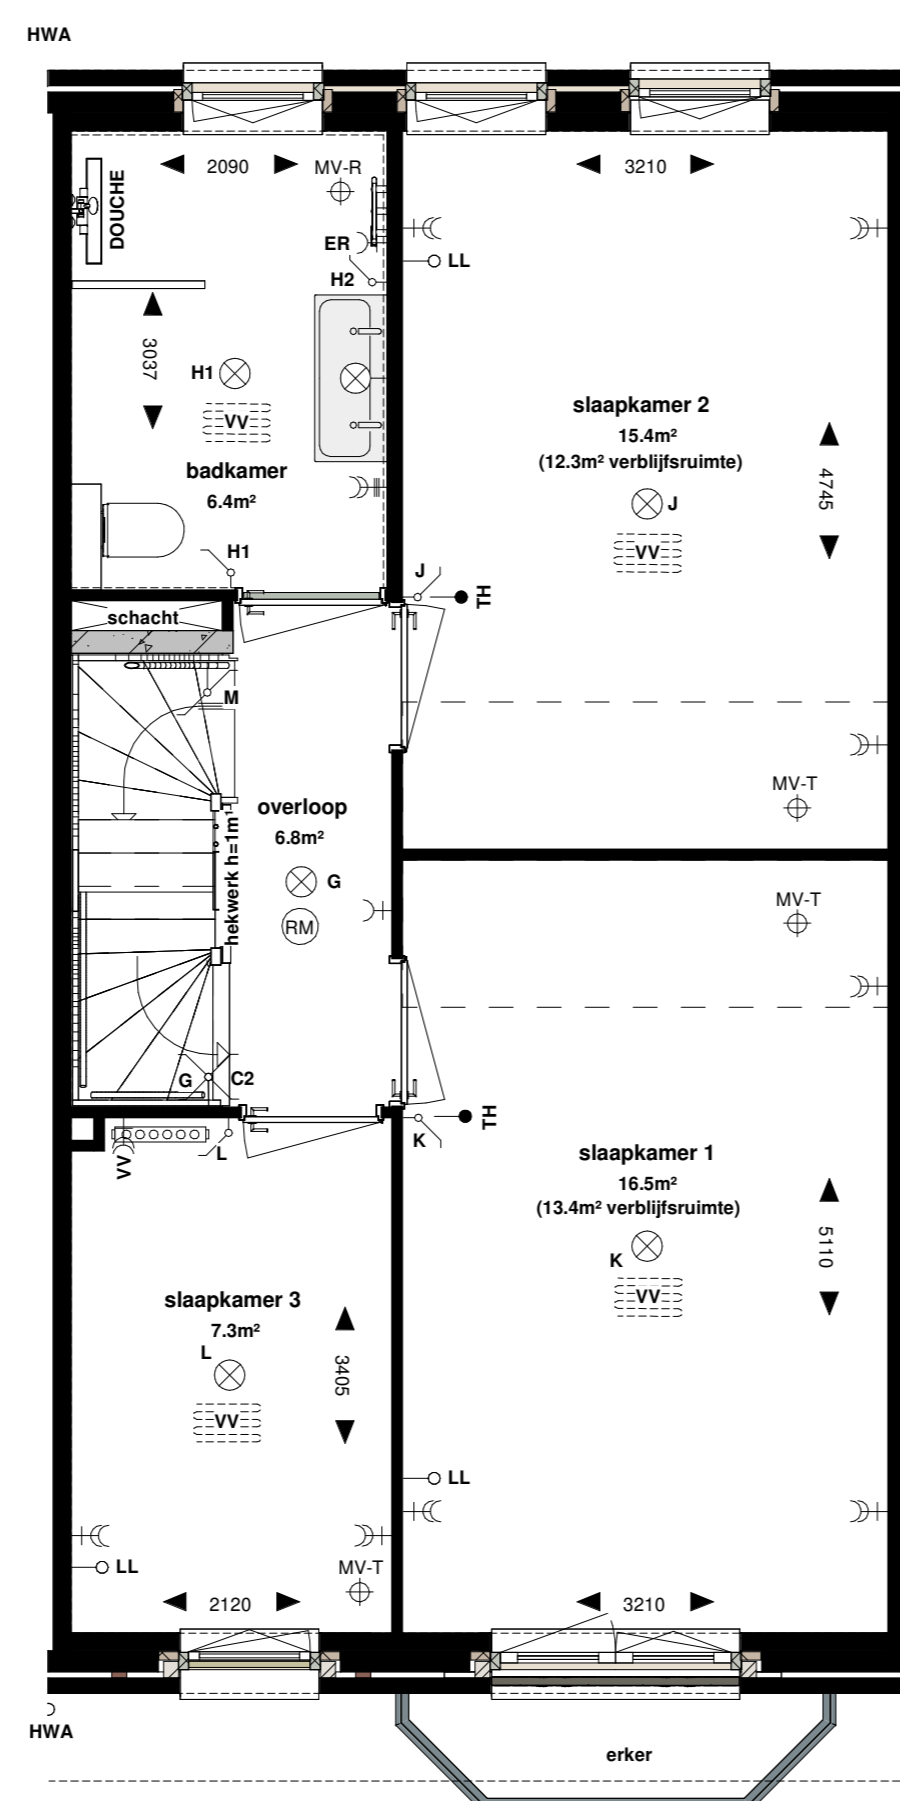 HWA
2090
MV-R
3210
DOUCHE
ER
LL
H2
3037
H1
VV
slaapkamer 2
15.4m²
(12.3m² verblijfsruimte)
4745
badkamer
6.4m²
J
VV
H1
J
TH
schacht
M
MV-T
overloop
6.8m²
hekwerk h=1m¹
G
RM
MV-T
G
C2
TH
K
L
VV
slaapkamer 1
16.5m²
(13.4m² verblijfsruimte)
5110
K
VV
slaapkamer 3
7.3m²
L
3405
VV
LL
LL
MV-T
2120
3210
HWA
erker